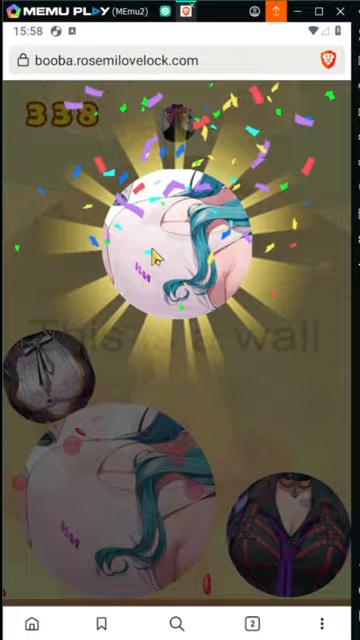 MEMU PLAY (MEmu2)
15:58
booba.rosemilovelock.com
338
This is a wall
2